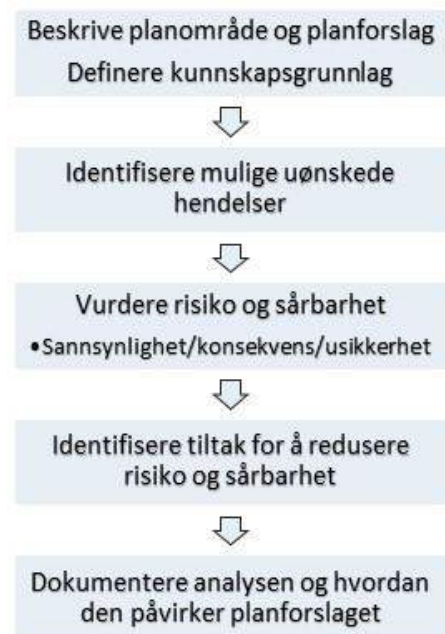 Beskrive planområde og planforslag
Definere kunnskapsgrunnlag
Identifisere mulige uønskede
hendelser
Vurdere risiko og sårbarhet
•Sannsynlighet/konsekvens/usikkerhet
Identifisere tiltak for å redusere
risiko og sårbarhet
Dokumentere analysen og hvordan
den påvirker planforslaget